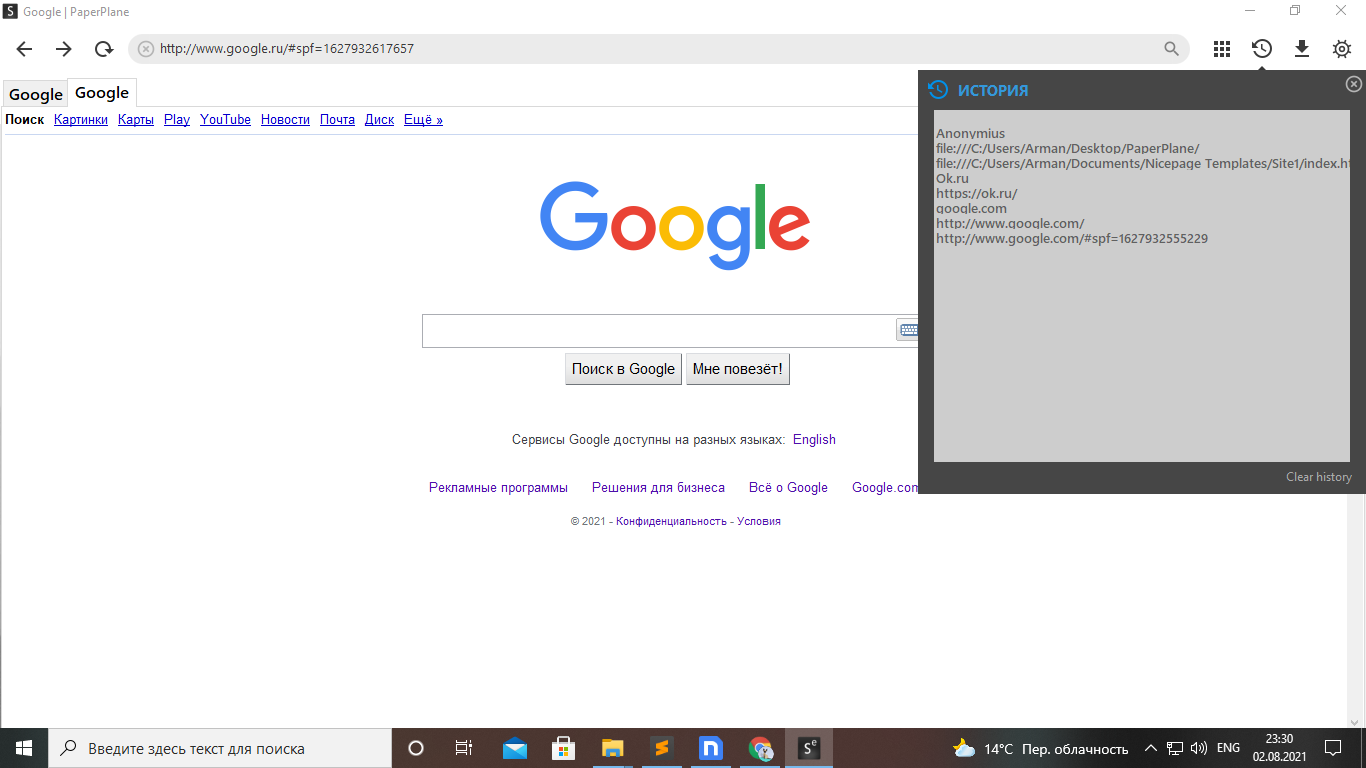 Google | PaperPlane
http://www.google.ru/#spf=1627932617657
Google Google
Поиск Картинки Карты Play YouTube Новости Почта Диск Ещё »
Google
Поиск в Google Мне повезёт!
Сервисы Google доступны на разных языках: English
Рекламные программы Решения для бизнеса Всё о Google Google.com
© 2021 - Конфиденциальность - Условия
ИСТОРИЯ
Anonymius
file:///C:/Users/Arman/Desktop/PaperPlane/
file:///C:/Users/Arman/Documents/Nicepage Templates/Site1/index.ht
Ok.ru
https://ok.ru/
google.com
http://www.google.com/
http://www.google.com/#spf=1627932555229
Clear history
Введите здесь текст для поиска
14°C Пер. облачность
ENG
23:30
02.08.2021